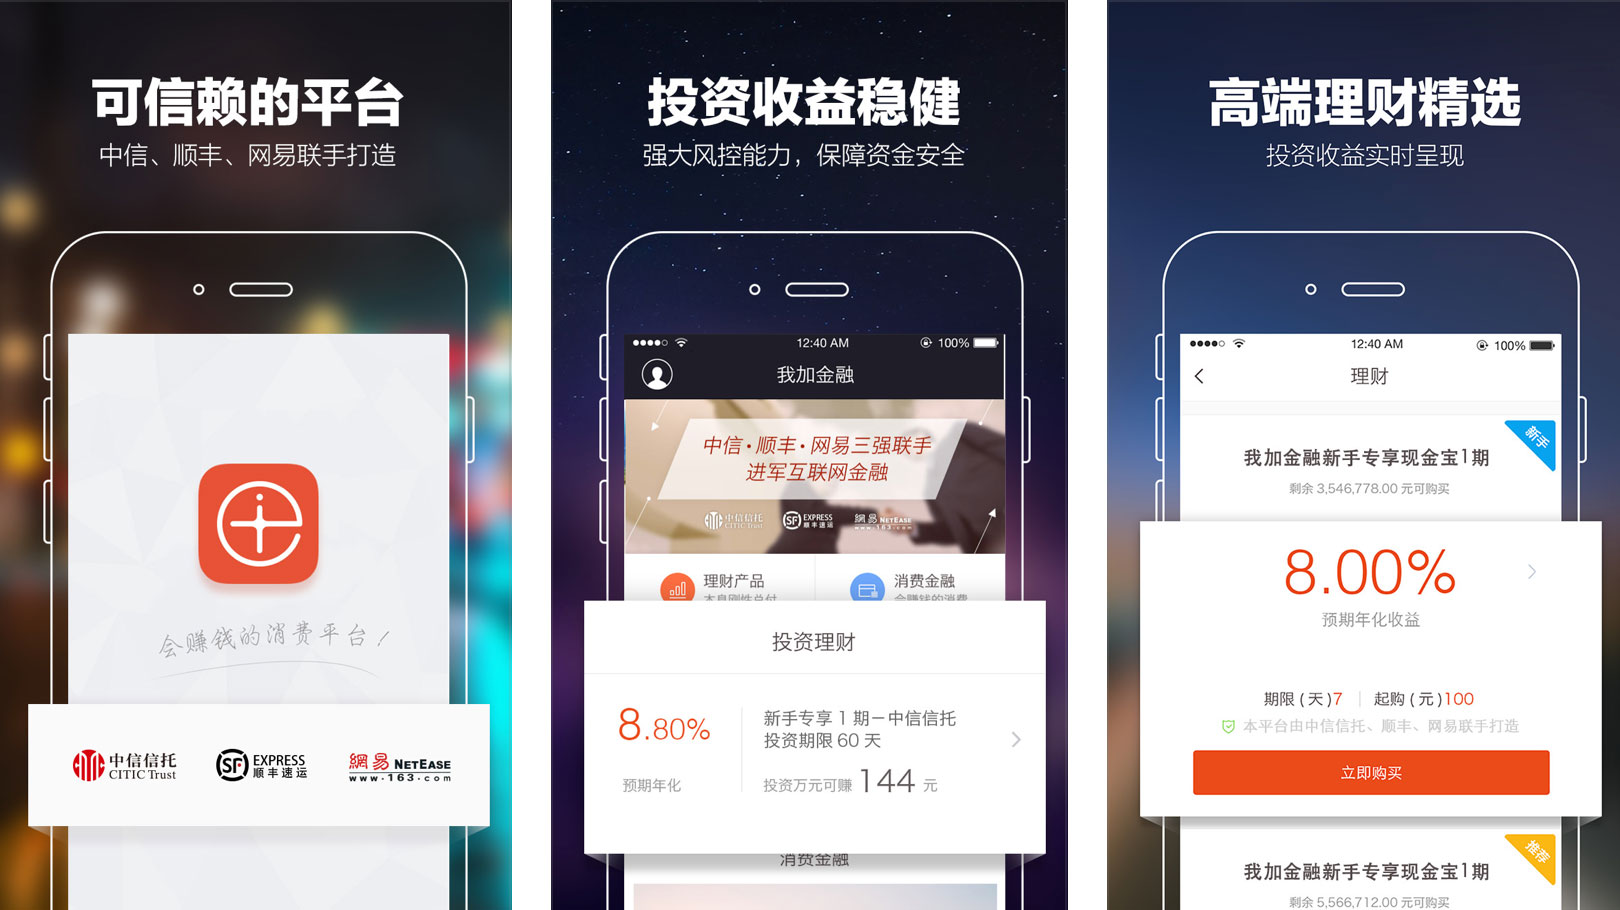 可信赖的平台
中信、顺丰、网易联手打造
会赚钱的消费平台！
中信信托
CITIC Trust
SF EXPRESS
顺丰速运
網易 NETEASE
www.163.com
投资收益稳健
强大风控能力，保障资金安全
12:40 AM 100%
我加金融
中信·顺丰·网易三强联手
进军互联网金融
中信信托
CITIC Trust
SF EXPRESS
顺丰速运
網易 NETEASE
www.163.com
理财产品
本息刚性兑付
消费金融
会赚钱的消费
投资理财
8.80%
预期年化
新手专享 1 期－中信信托
投资期限 60 天
投资万元可赚 144 元
消费金融
高端理财精选
投资收益实时呈现
12:40 AM 100%
理财
新手
我加金融新手专享现金宝1期
剩余 3,546,778.00 元可购买
8.00%
预期年化收益
期限 ( 天 )7 | 起购 ( 元 )100
本平台由中信信托、顺丰、网易联手打造
立即购买
推荐
我加金融新手专享现金宝1期
剩余 5,566,712.00 元可购买